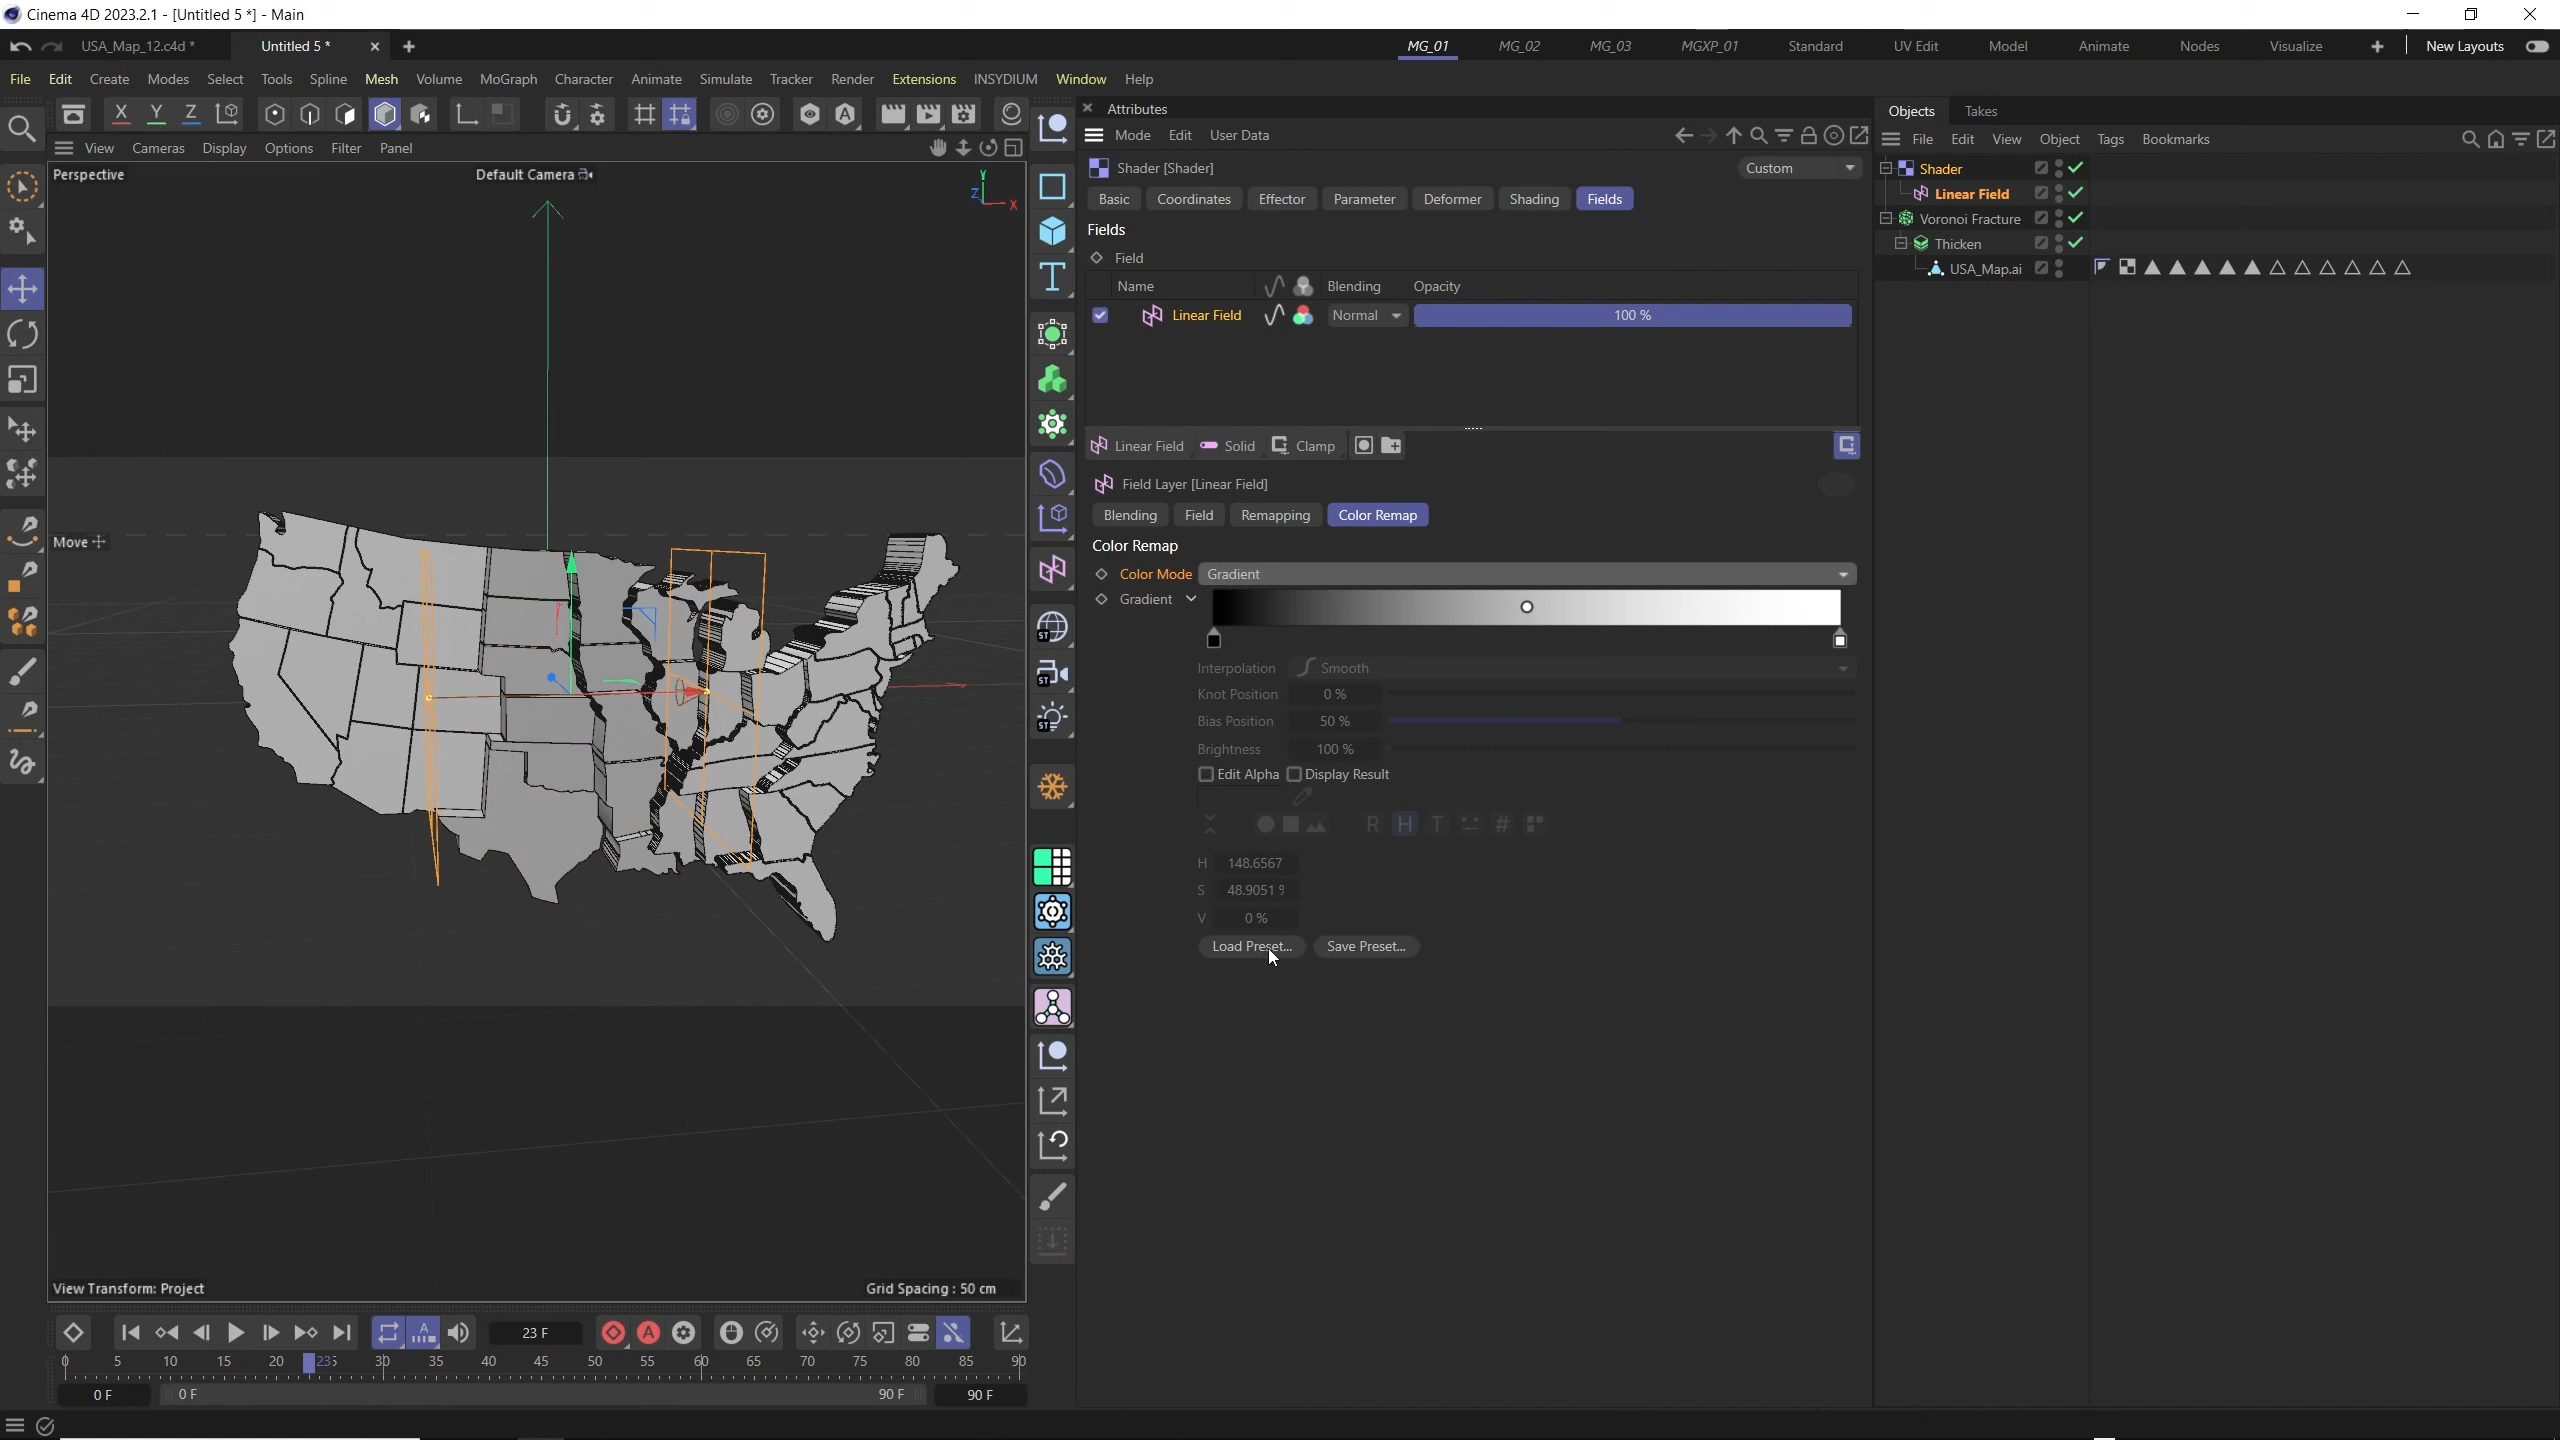 Cinema 4D 2023.2.1 - [Untitled 5 *] - Main
USA_Map_12.c4d * Untitled 5 * MG_01 MG_02 MG_03 MGXP_01 Standard UV Edit Model Animate Nodes Visualize New Layouts
File Edit Create Modes Select Tools Spline Mesh Volume MoGraph Character Animate Simulate Tracker Render Extensions INSYDIUM Window Help
X Y Z
View Cameras Display Options Filter Panel
Perspective
Default Camera
Y
Z
X
Move
View Transform: Project
Grid Spacing : 50 cm
23 F
0 5 10 15 20 235 30 35 40 45 50 55 60 65 70 75 80 85 90
0 F 0 F 90 F 90 F
Attributes
Mode Edit User Data
Shader [Shader]
Custom
Basic Coordinates Effector Parameter Deformer Shading Fields
Fields
Field
Name Blending Opacity
Linear Field Normal 100 %
Linear Field Solid Clamp
Field Layer [Linear Field]
Blending Field Remapping Color Remap
Color Remap
Color Mode Gradient
Gradient
Interpolation Smooth
Knot Position 0 %
Bias Position 50 %
Brightness 100 %
Edit Alpha Display Result
R H T #
H 148.6567
S 48.9051 %
V 0 %
Load Preset... Save Preset...
Objects Takes
File Edit View Object Tags Bookmarks
Shader
Linear Field
Voronoi Fracture
Thicken
USA_Map.ai